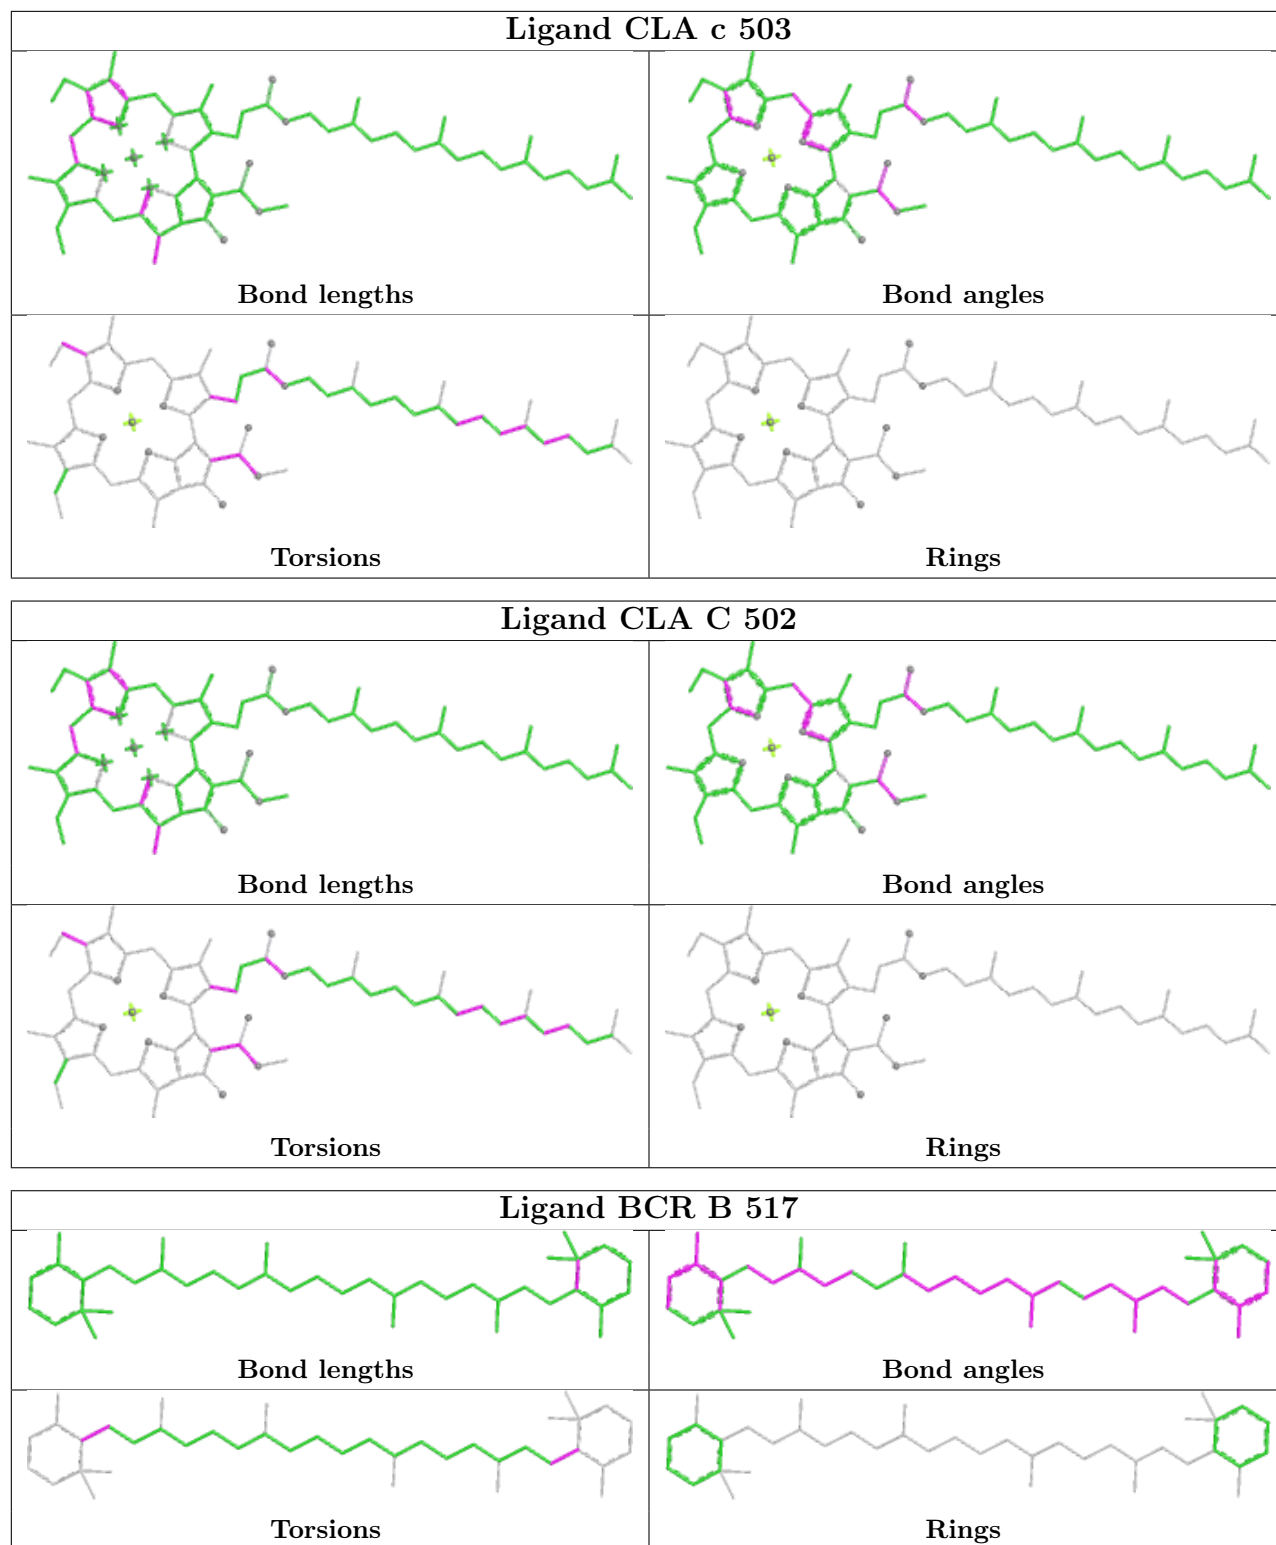 Ligand CLA c 503
Bond lengths
Bond angles
Torsions
Rings
Ligand CLA C 502
Bond lengths
Bond angles
Torsions
Rings
Ligand BCR B 517
Bond lengths
Bond angles
Torsions
Rings